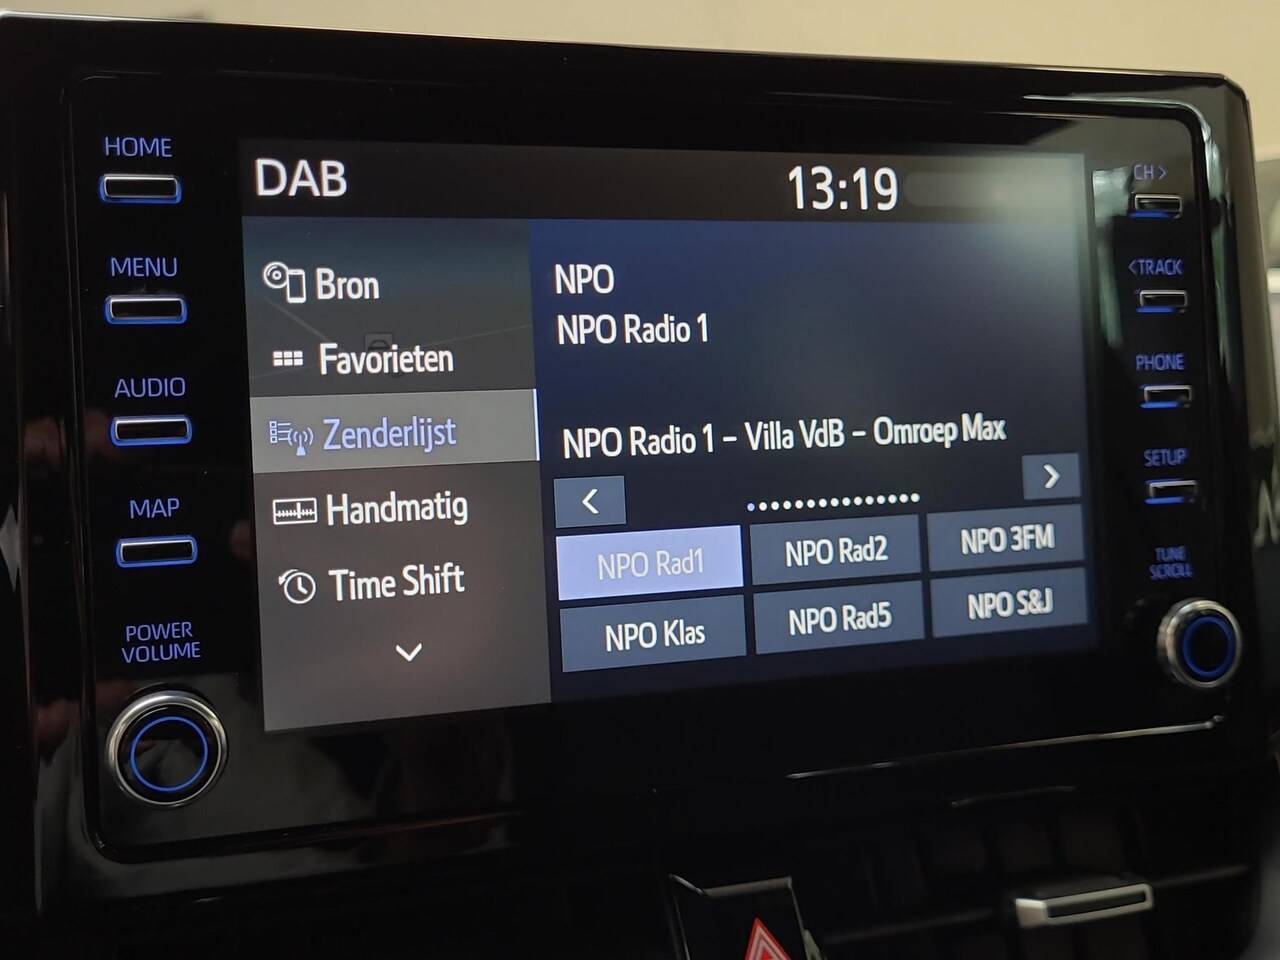 HOME
MENU
AUDIO
MAP
POWER
VOLUME
DAB
13:19
Bron
Favorieten
Zenderlijst
Handmatig
Time Shift
NPO
NPO Radio 1
NPO Radio 1 – Villa VdB – Omroep Max
NPO Rad1
NPO Rad2
NPO 3FM
NPO Klas
NPO Rad5
NPO S&J
CH >
< TRACK
PHONE
SETUP
TUNE
SCROLL